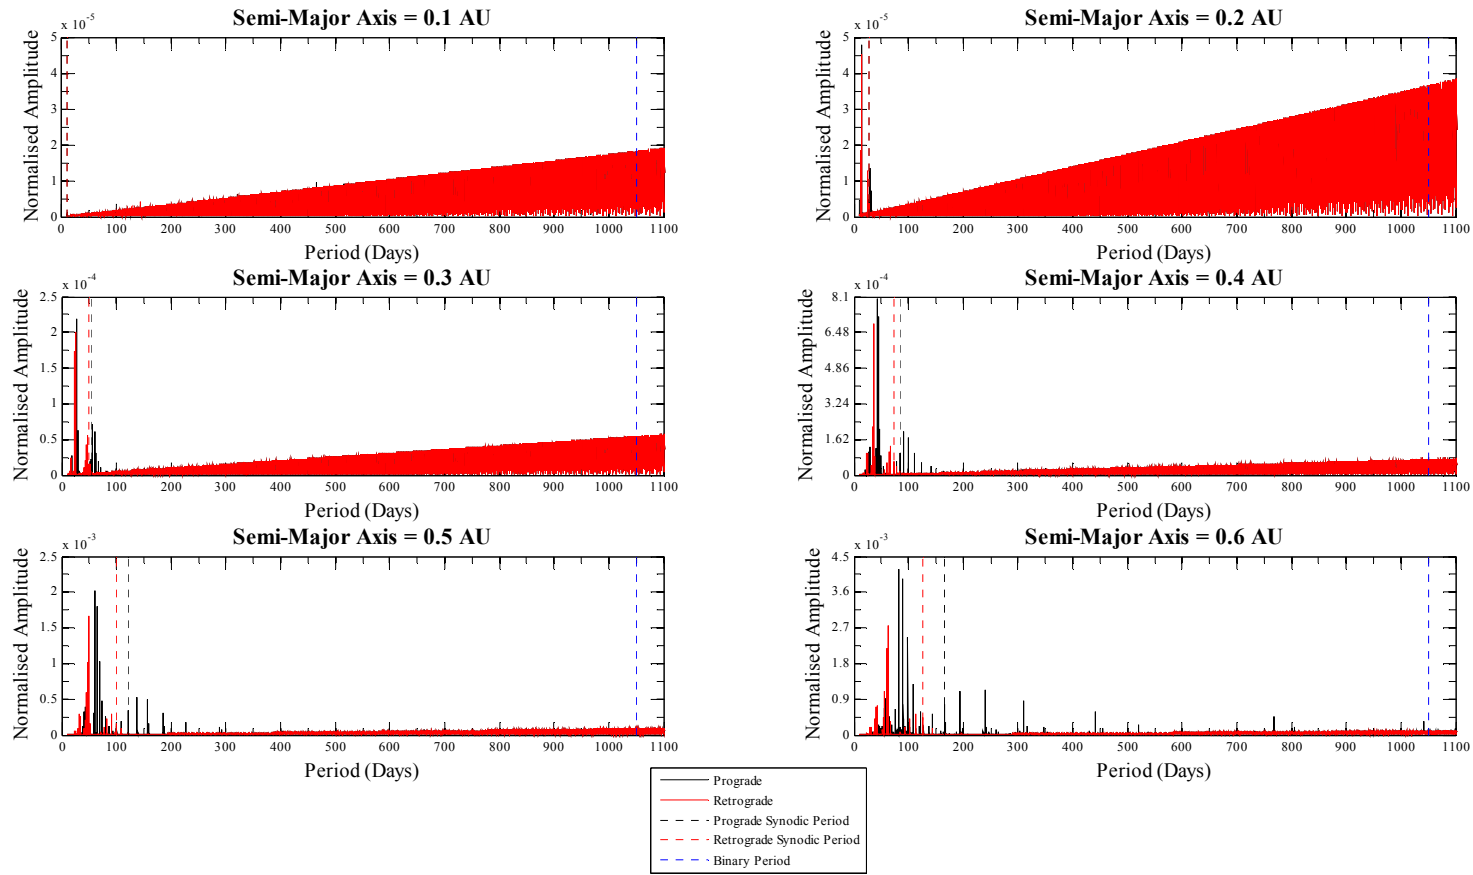 Semi-Major Axis = 0.1 AU
x 10^-5
Normalised Amplitude
5
4
3
2
1
0
0 100 200 300 400 500 600 700 800 900 1000 1100
Period (Days)
Semi-Major Axis = 0.2 AU
x 10^-5
Normalised Amplitude
5
4
3
2
1
0
0 100 200 300 400 500 600 700 800 900 1000 1100
Period (Days)
Semi-Major Axis = 0.3 AU
x 10^-4
Normalised Amplitude
2.5
2
1.5
1
0.5
0
0 100 200 300 400 500 600 700 800 900 1000 1100
Period (Days)
Semi-Major Axis = 0.4 AU
x 10^-4
Normalised Amplitude
8.1
6.48
4.86
3.24
1.62
0
0 100 200 300 400 500 600 700 800 900 1000 1100
Period (Days)
Semi-Major Axis = 0.5 AU
x 10^-3
Normalised Amplitude
2.5
2
1.5
1
0.5
0
0 100 200 300 400 500 600 700 800 900 1000 1100
Period (Days)
Semi-Major Axis = 0.6 AU
x 10^-3
Normalised Amplitude
4.5
3.6
2.7
1.8
0.9
0
0 100 200 300 400 500 600 700 800 900 1000 1100
Period (Days)
Prograde
Retrograde
Prograde Synodic Period
Retrograde Synodic Period
Binary Period